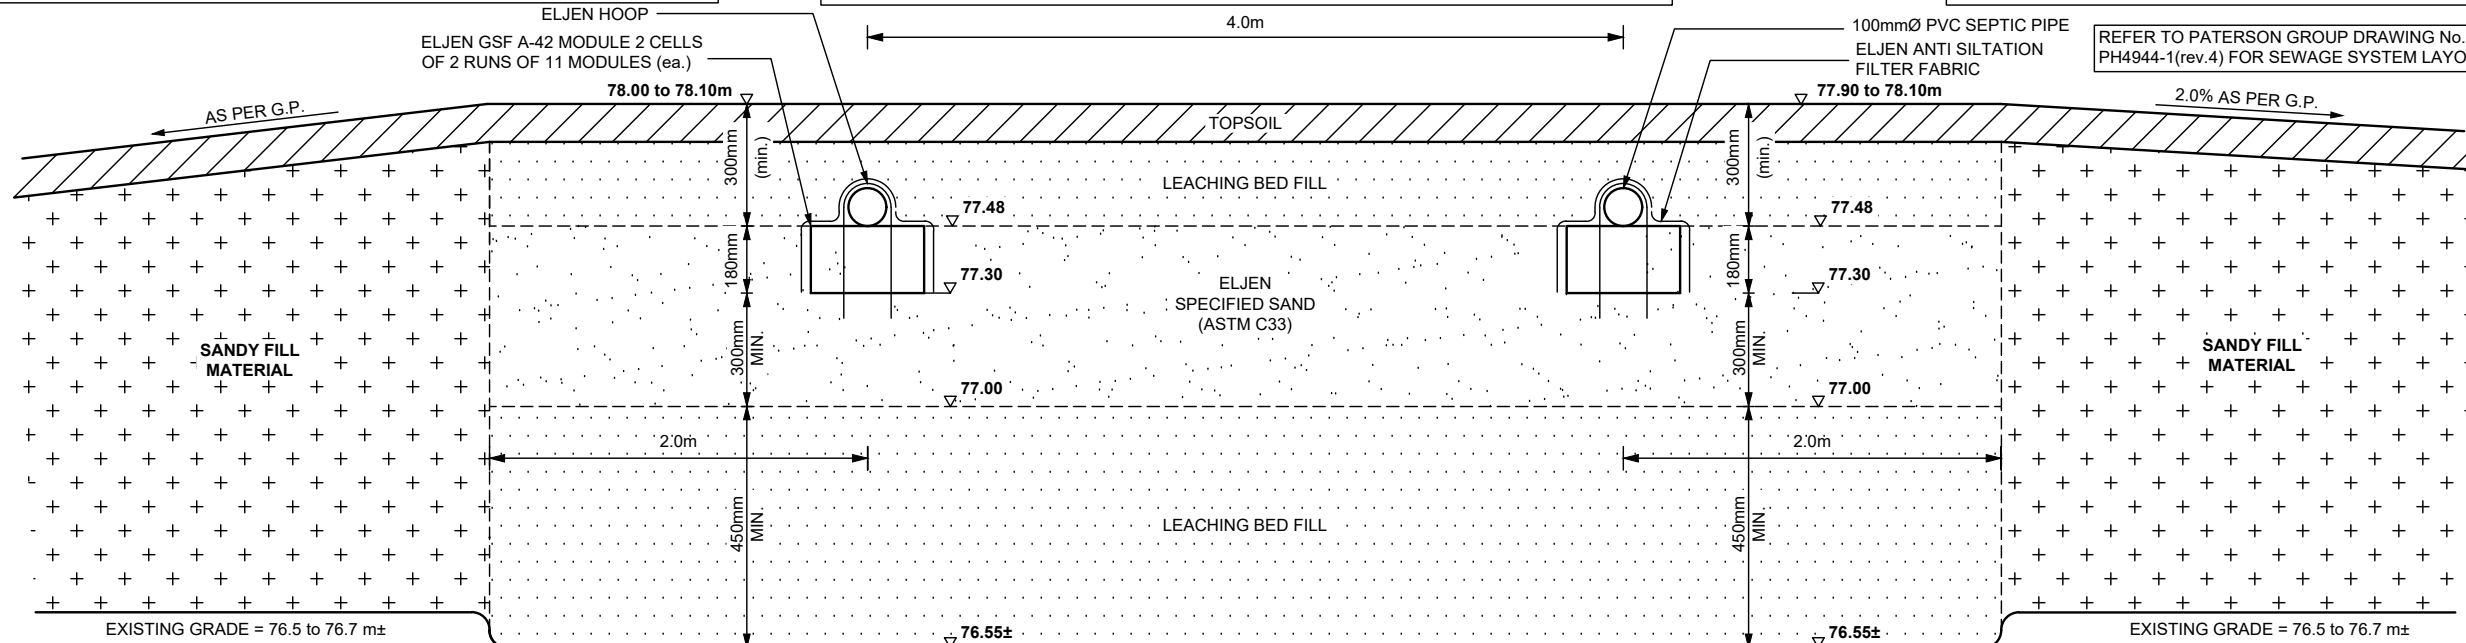 ELJEN HOOP
4.0m
100mmØ PVC SEPTIC PIPE
ELJEN GSF A-42 MODULE 2 CELLS
OF 2 RUNS OF 11 MODULES (ea.)
ELJEN ANTI SILTATION
FILTER FABRIC
REFER TO PATERSON GROUP DRAWING No.
PH4944-1(rev.4) FOR SEWAGE SYSTEM LAYO
AS PER G.P.
78.00 to 78.10m
77.90 to 78.10m
2.0% AS PER G.P.
TOPSOIL
300mm
(min.)
LEACHING BED FILL
300mm
(min.)
77.48
77.48
180mm
77.30
ELJEN
SPECIFIED SAND
(ASTM C33)
180mm
77.30
SANDY FILL
MATERIAL
300mm
MIN.
300mm
MIN.
SANDY FILL
MATERIAL
77.00
77.00
2.0m
2.0m
450mm
MIN.
LEACHING BED FILL
450mm
MIN.
EXISTING GRADE = 76.5 to 76.7 m±
76.55±
76.55±
EXISTING GRADE = 76.5 to 76.7 m±